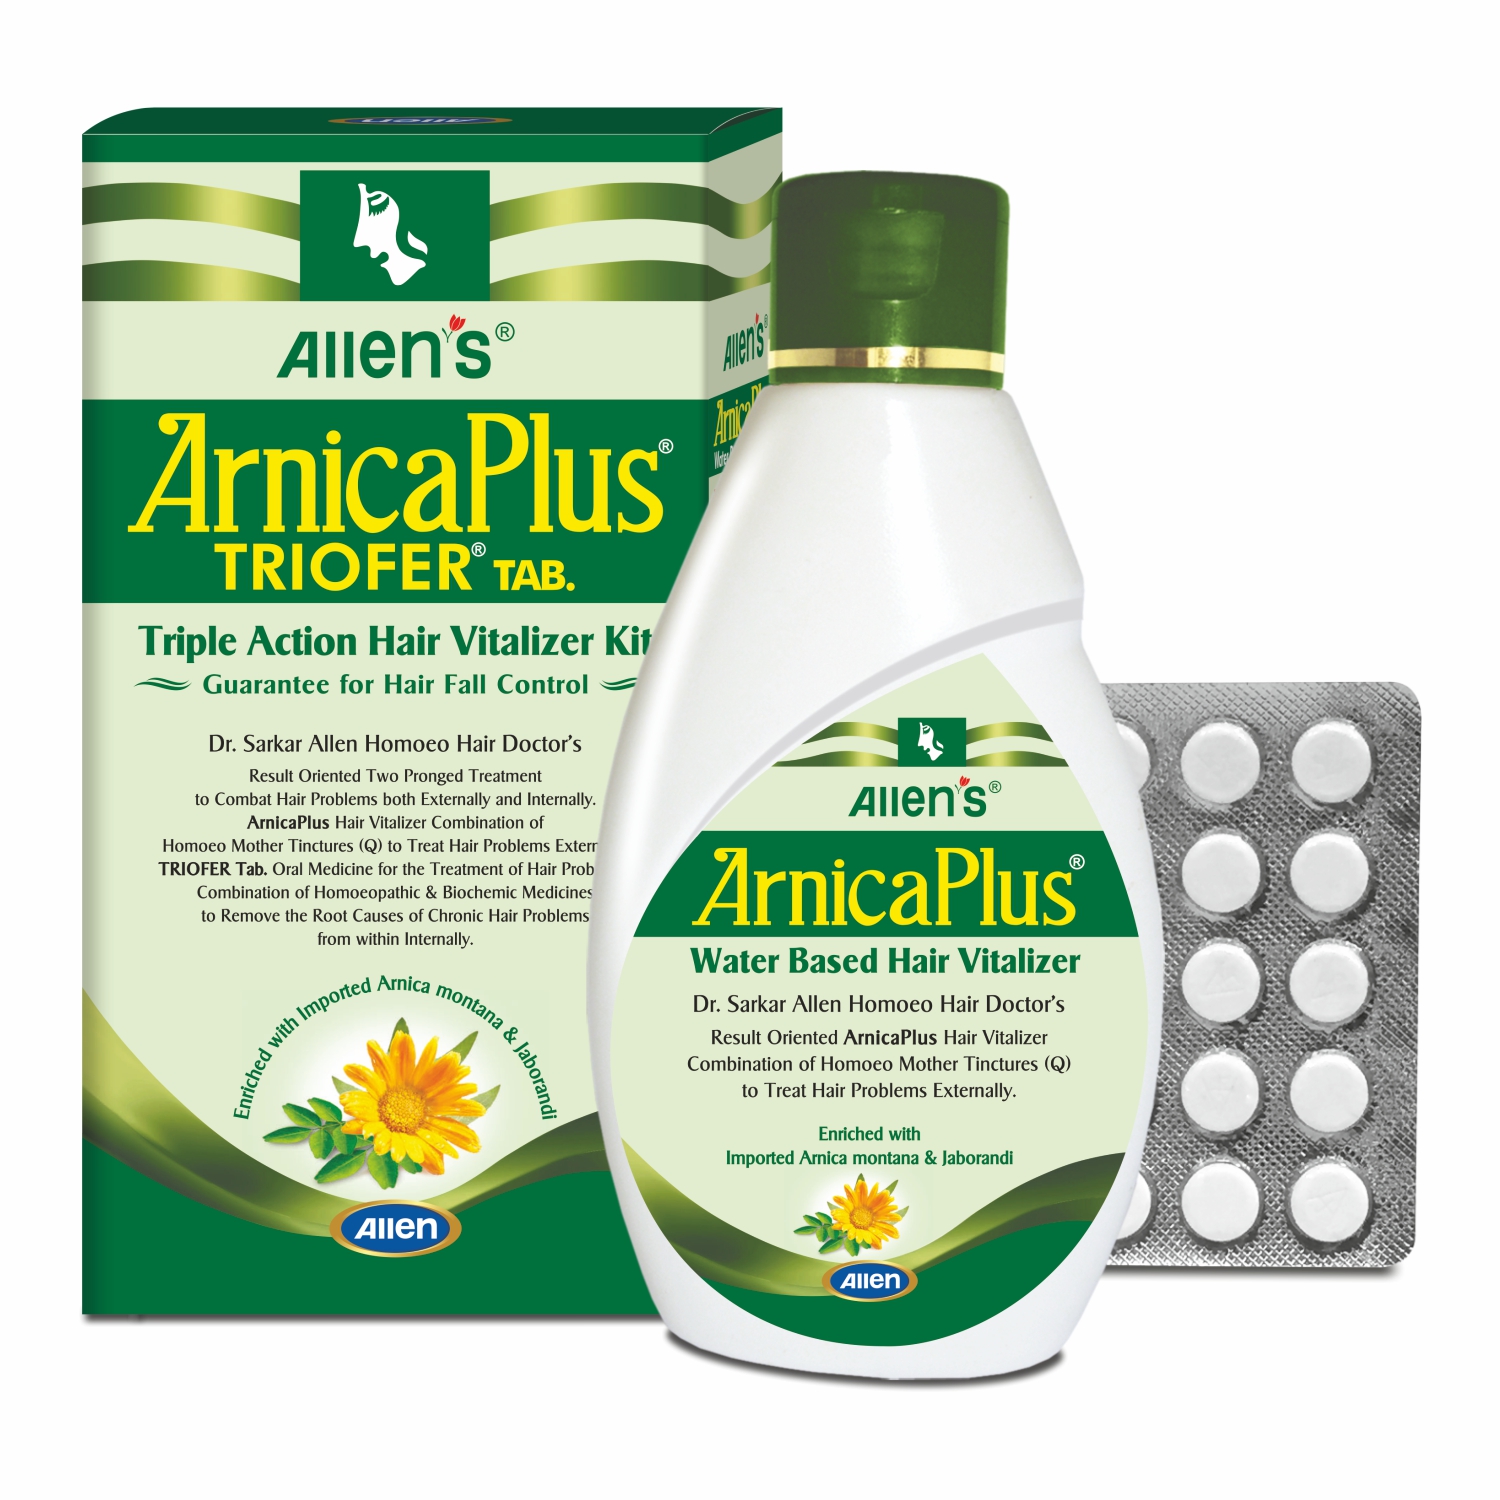 Allen's®
ArnicaPlus®
TRIOFER® TAB.
Triple Action Hair Vitalizer Kit
Guarantee for Hair Fall Control
Dr. Sarkar Allen Homoeo Hair Doctor's
Result Oriented Two Pronged Treatment
to Combat Hair Problems both Externally and Internally.
ArnicaPlus Hair Vitalizer Combination of
Homoeo Mother Tinctures (Q) to Treat Hair Problems
TRIOFER Tab. Oral Medicine for the Treatment of Hair
Combination of Homoeopathic & Biochemic Medicines
to Remove the Root Causes of Chronic Hair Problems
from within Internally.
Enriched with Imported Arnica montana & Jaborandi
Allen
Allen
Allen's®
Allen's®
ArnicaPlus®
Water Based Hair Vitalizer
Dr. Sarkar Allen Homoeo Hair Doctor's
Result Oriented ArnicaPlus Hair Vitalizer
Combination of Homoeo Mother Tinctures (Q)
to Treat Hair Problems Externally.
Enriched with
Imported Arnica montana & Jaborandi
Allen